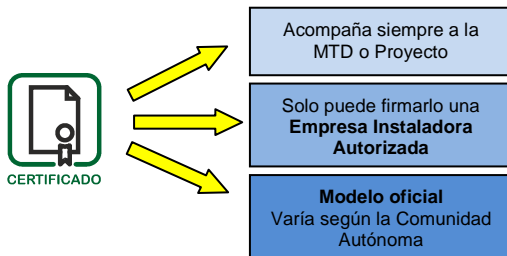 Acompaña siempre a la
MTD o Proyecto
Solo puede firmarlo una
Empresa Instaladora
Autorizada
CERTIFICADO
Modelo oficial
Varía según la Comunidad
Autónoma